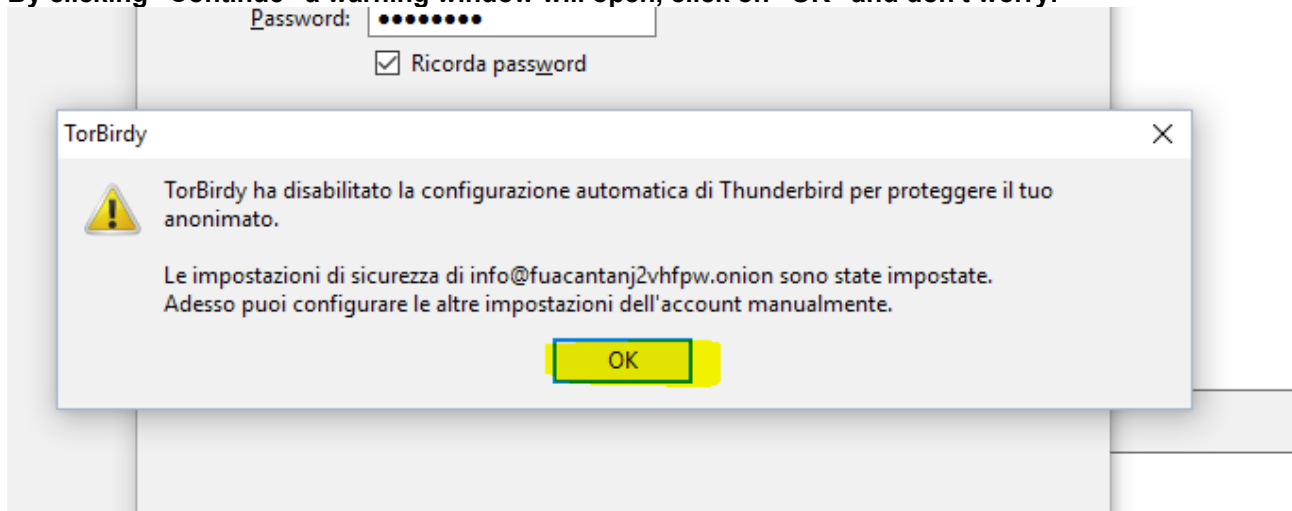 By clicking "Continue" a warning window will open, click on "OK" and don't worry!
Password: ●●●●●●●●
Ricorda password
TorBirdy
TorBirdy ha disabilitato la configurazione automatica di Thunderbird per proteggere il tuo
anonimato.
Le impostazioni di sicurezza di info@fuacantanj2vhfpw.onion sono state impostate.
Adesso puoi configurare le altre impostazioni dell'account manualmente.
OK